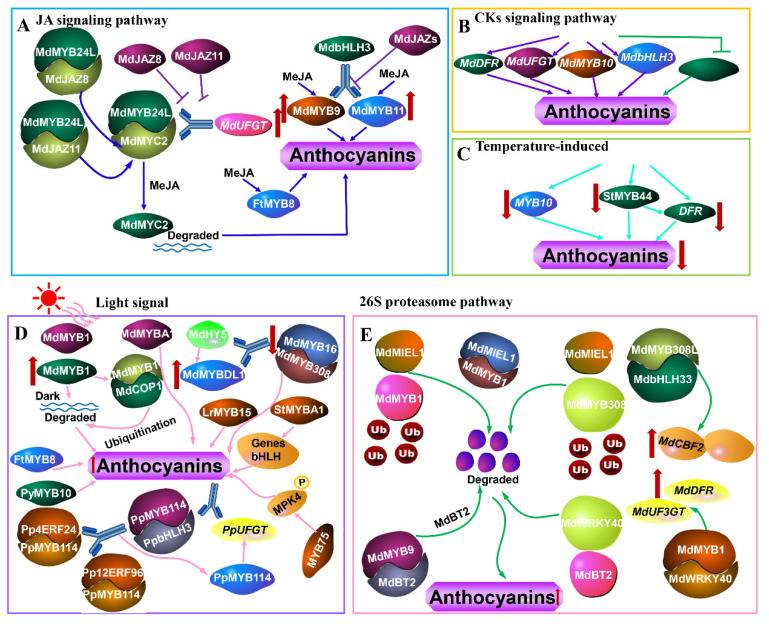 A JA signaling pathway
MdMYB24L
MdJAZ8
MdJAZ8
MdJAZ11
MdbHLH3
MdJAZs
MdMYB24L
MdJAZ11
MdMYB24L
MdMYC2
MdUFGT
MeJA
MeJA
MdMYB9
MdMYB11
Anthocyanins
MeJA
MeJA
FtMYB8
MdMYC2
Degraded
B CKs signaling pathway
MdDFR
MdUFGT
MdMYB10
MdbHLH3
Anthocyanins
C Temperature-induced
MYB10
StMYB44
DFR
Anthocyanins
Light signal
D
MdMYB1
MdMYBA1
MdHY5
MdMYB16
MdMYB308
MdMYB1
MdMYB1
MdCOP1
MdMYBDL1
Dark
Degraded
Ubiquitination
LrMYB15
StMYBA1
Genes
bHLH
FtMYB8
Anthocyanins
PyMYB10
P
MPK4
MYB75
Pp4ERF24
PpMYB114
PpMYB114
PpbHLH3
PpUFGT
PpMYB114
Pp12ERF96
PpMYB114
26S proteasome pathway
E
MdMIEL1
MdMYB1
Ub
Ub
Ub
Ub
MdMIEL1
MdMYB1
MdMIEL1
MdMYB308
Ub
Ub
Ub
Ub
MdMYB308L
MdbHLH33
MdCBF2
Degraded
MdDFR
MdUF3GT
MdBT2
MdMYB9
MdBT2
MdWRKY40
MdBT2
MdMYB1
MdWRKY40
Anthocyanins